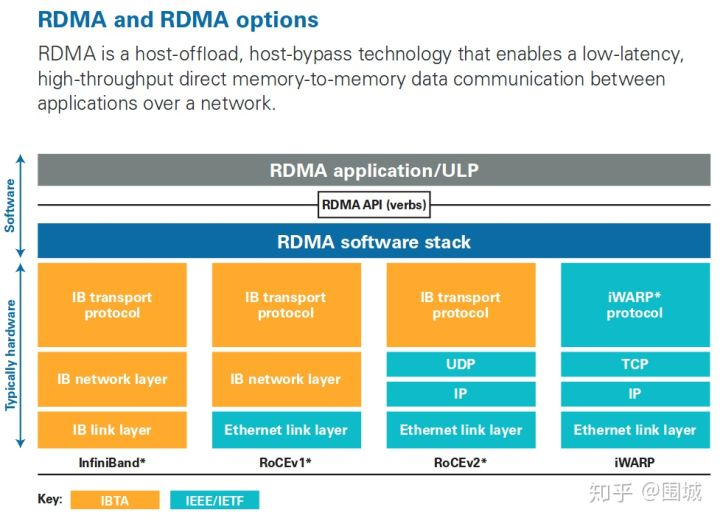 RDMA and RDMA options
RDMA is a host-offload, host-bypass technology that enables a low-latency,
high-throughput direct memory-to-memory data communication between
applications over a network.
Software
RDMA application/ULP
RDMA API (verbs)
RDMA software stack
Typically hardware
IB transport
protocol
IB network layer
IB link layer
InfiniBand*
IB transport
protocol
IB network layer
Ethernet link layer
RoCEv1*
IB transport
protocol
UDP
IP
Ethernet link layer
RoCEv2*
iWARP*
protocol
TCP
IP
Ethernet link layer
iWARP
Key:
IBTA
IEEE/IETF
知乎 @围城